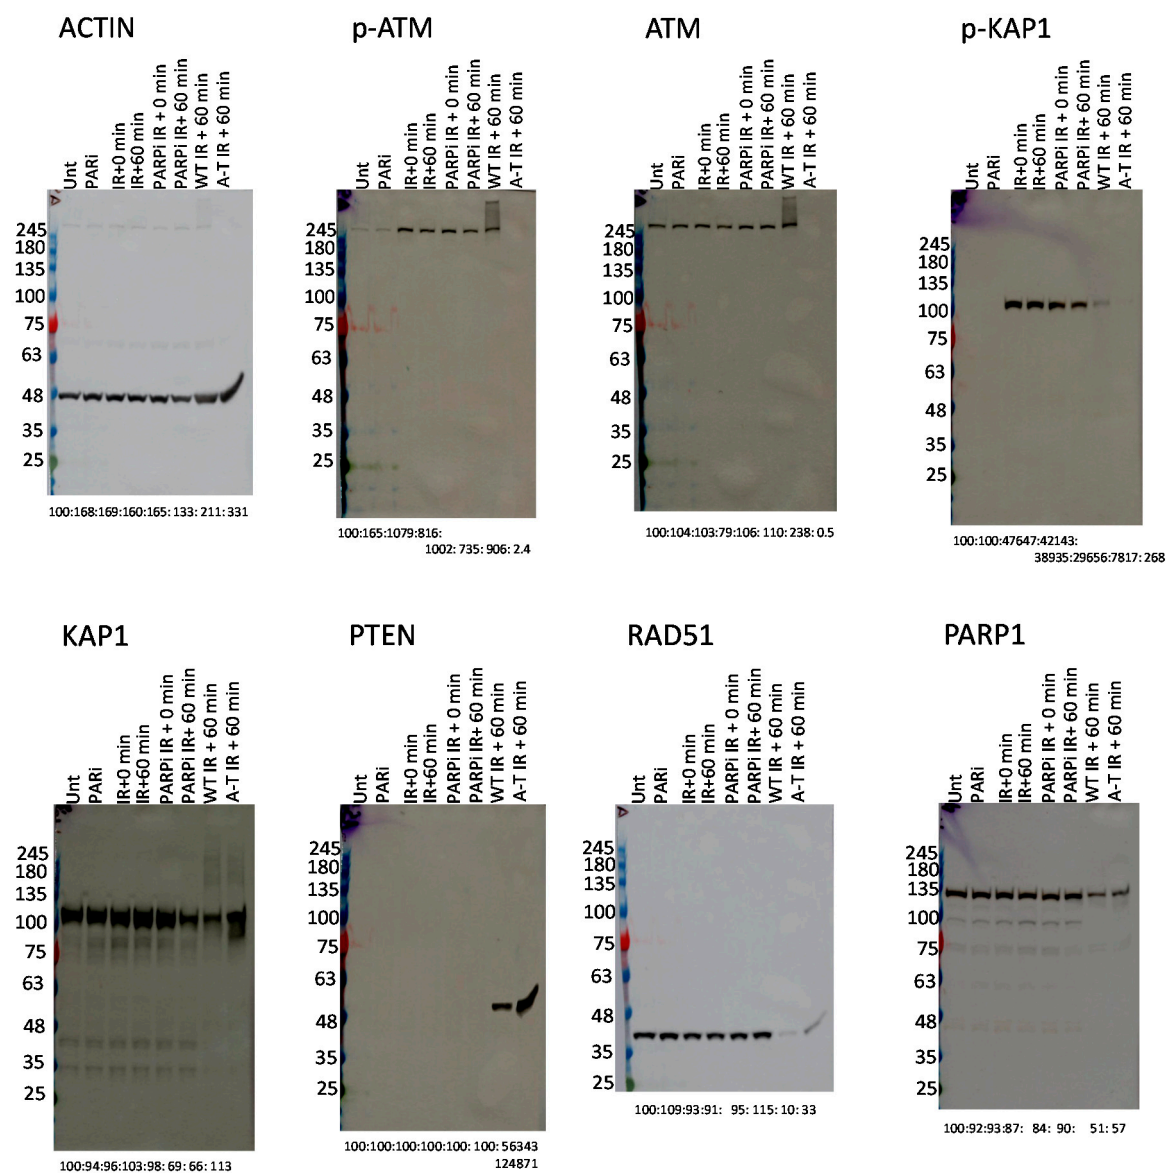 ACTIN
Unt
PARi
IR+0 min
IR+60 min
PARPi IR + 0 min
PARPi IR+ 60 min
WT IR + 60 min
A-T IR + 60 min
245
180
135
100
75
63
48
35
25
100:168:169:160:165: 133: 211:331
p-ATM
Unt
PARi
IR+0 min
IR+60 min
PARPi IR + 0 min
PARPi IR+ 60 min
WT IR + 60 min
A-T IR + 60 min
245
180
135
100
75
63
48
35
25
100:165:1079:816:
1002: 735: 906: 2.4
ATM
Unt
PARi
IR+0 min
IR+60 min
PARPi IR + 0 min
PARPi IR+ 60 min
WT IR + 60 min
A-T IR + 60 min
245
180
135
100
75
63
48
35
25
100:104:103:79:106: 110: 238: 0.5
p-KAP1
Unt
PARi
IR+0 min
IR+60 min
PARPi IR + 0 min
PARPi IR+ 60 min
WT IR + 60 min
A-T IR + 60 min
245
180
135
100
75
63
48
35
25
100:100:47647:42143:
38935:29656:7817: 268
KAP1
Unt
PARi
IR+0 min
IR+60 min
PARPi IR + 0 min
PARPi IR+ 60 min
WT IR + 60 min
A-T IR + 60 min
245
180
135
100
75
63
48
35
25
100:94:96:103:98: 69: 66: 113
PTEN
Unt
PARi
IR+0 min
IR+60 min
PARPi IR + 0 min
PARPi IR+ 60 min
WT IR + 60 min
A-T IR + 60 min
245
180
135
100
75
63
48
35
25
100:100:100:100:100: 100: 56343
124871
RAD51
Unt
PARi
IR+0 min
IR+60 min
PARPi IR + 0 min
PARPi IR+ 60 min
WT IR + 60 min
A-T IR + 60 min
245
180
135
100
75
63
48
35
25
100:109:93:91: 95: 115: 10: 33
PARP1
Unt
PARi
IR+0 min
IR+60 min
PARPi IR + 0 min
PARPi IR+ 60 min
WT IR + 60 min
A-T IR + 60 min
245
180
135
100
75
63
48
35
25
100:92:93:87: 84: 90: 51: 57